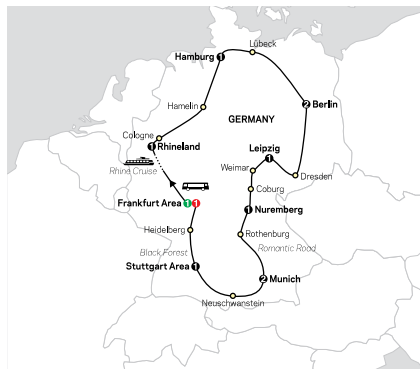 Lübeck
Hamburg 1
2 Berlin
Hamelin
GERMANY
Cologne
1 Rhineland
Leipzig
1
Rhine Cruise
Weimar
Dresden
Coburg
Frankfurt Area 1 1
1 Nuremberg
Heidelberg
Rothenburg
Black Forest
Romantic Road
Stuttgart Area 1
2 Munich
Neuschwanstein